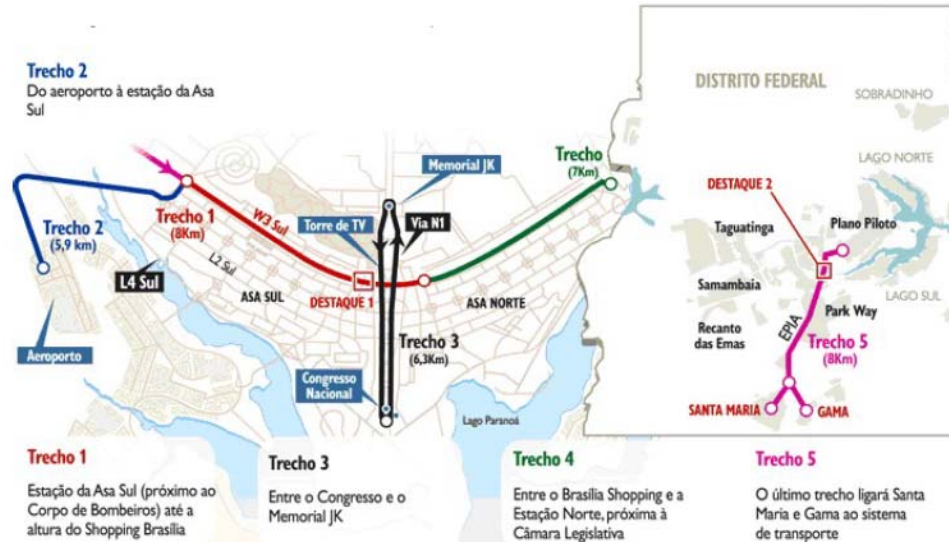 Trecho 2
Do aeroporto à estação da Asa
Sul
DISTRITO FEDERAL
SOBRADINHO
LAGO NORTE
DESTAQUE 2
Taguatinga
Plano Piloto
Samambaia
LAGO SUL
Park Way
Recanto
das Emas
EPIA
Trecho 5
(8Km)
SANTA MARIA
GAMA
Memorial JK
Trecho
(7Km)
Trecho 1
(8Km)
W3 Sul
Torre de TV
Via N1
Trecho 2
(5,9 km)
L2 Sul
L4 Sul
ASA SUL
DESTAQUE 1
ASA NORTE
Aeroporto
Trecho 3
(6,3Km)
Congresso
Nacional
Lago Paranoá
Trecho 1
Estação da Asa Sul (próximo ao
Corpo de Bombeiros) até a
altura do Shopping Brasília
Trecho 3
Entre o Congresso e o
Memorial JK
Trecho 4
Entre o Brasília Shopping e a
Estação Norte, próxima à
Câmara Legislativa
Trecho 5
O último trecho ligará Santa
Maria e Gama ao sistema
de transporte